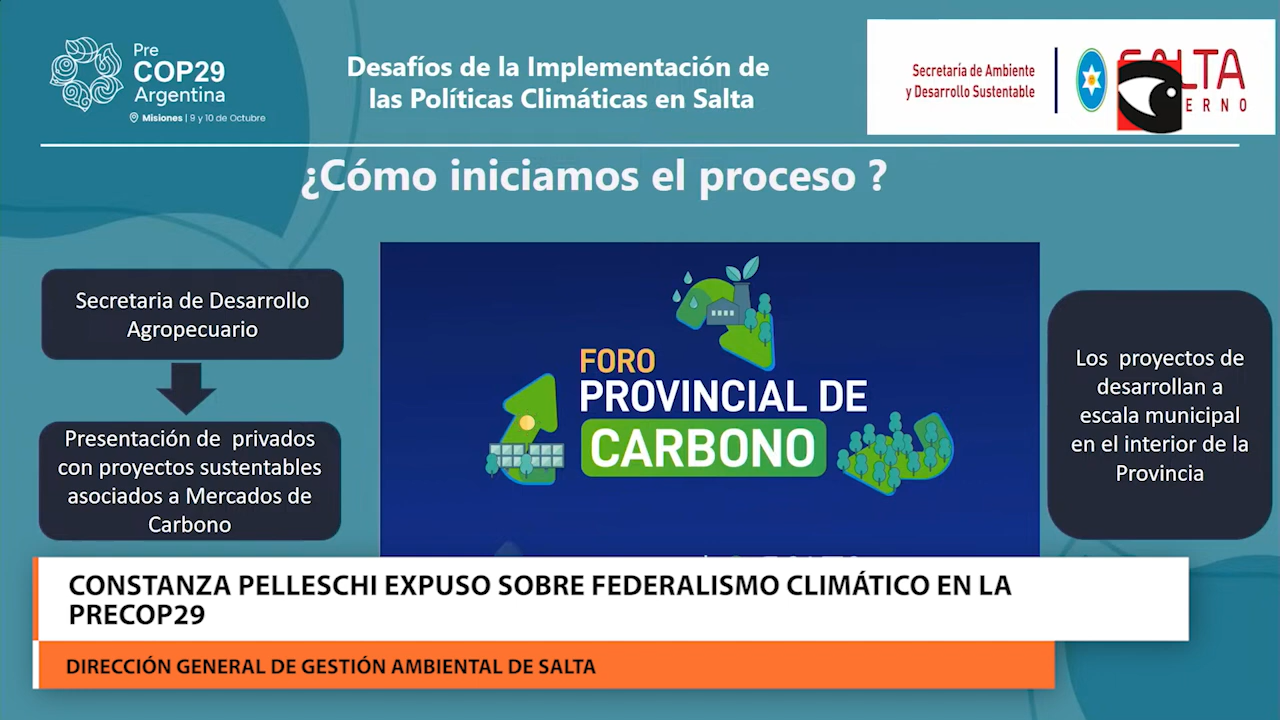 Pre
COP29
Argentina
Misiones | 9 y 10 de Octubre
Desafíos de la Implementación de
las Políticas Climáticas en Salta
Secretaría de Ambiente
y Desarrollo Sustentable
SALTA
ERNO
¿Cómo iniciamos el proceso ?
Secretaria de Desarrollo
Agropecuario
Presentación de privados
con proyectos sustentables
asociados a Mercados de
Carbono
FORO
PROVINCIAL DE
CARBONO
Los proyectos de
desarrollan a
escala municipal
en el interior de la
Provincia
CONSTANZA PELLESCHI EXPUSO SOBRE FEDERALISMO CLIMÁTICO EN LA
PRECOP29
DIRECCIÓN GENERAL DE GESTIÓN AMBIENTAL DE SALTA